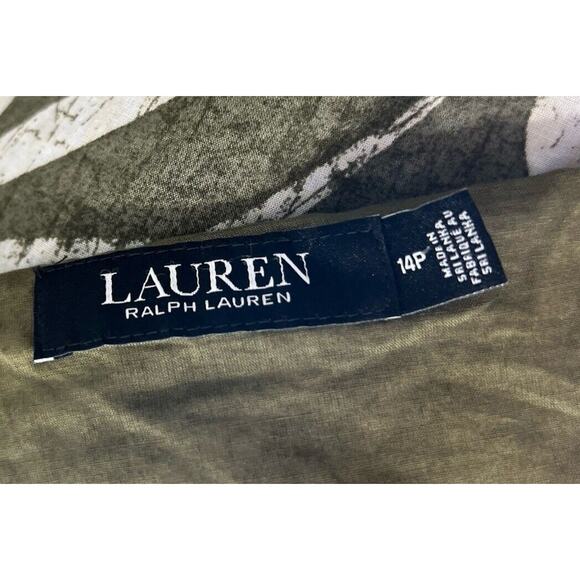 LAUREN
RALPH LAUREN
14P
MADE IN
SRI LANKA
FABRIQUÉ AU
SRI LANKA